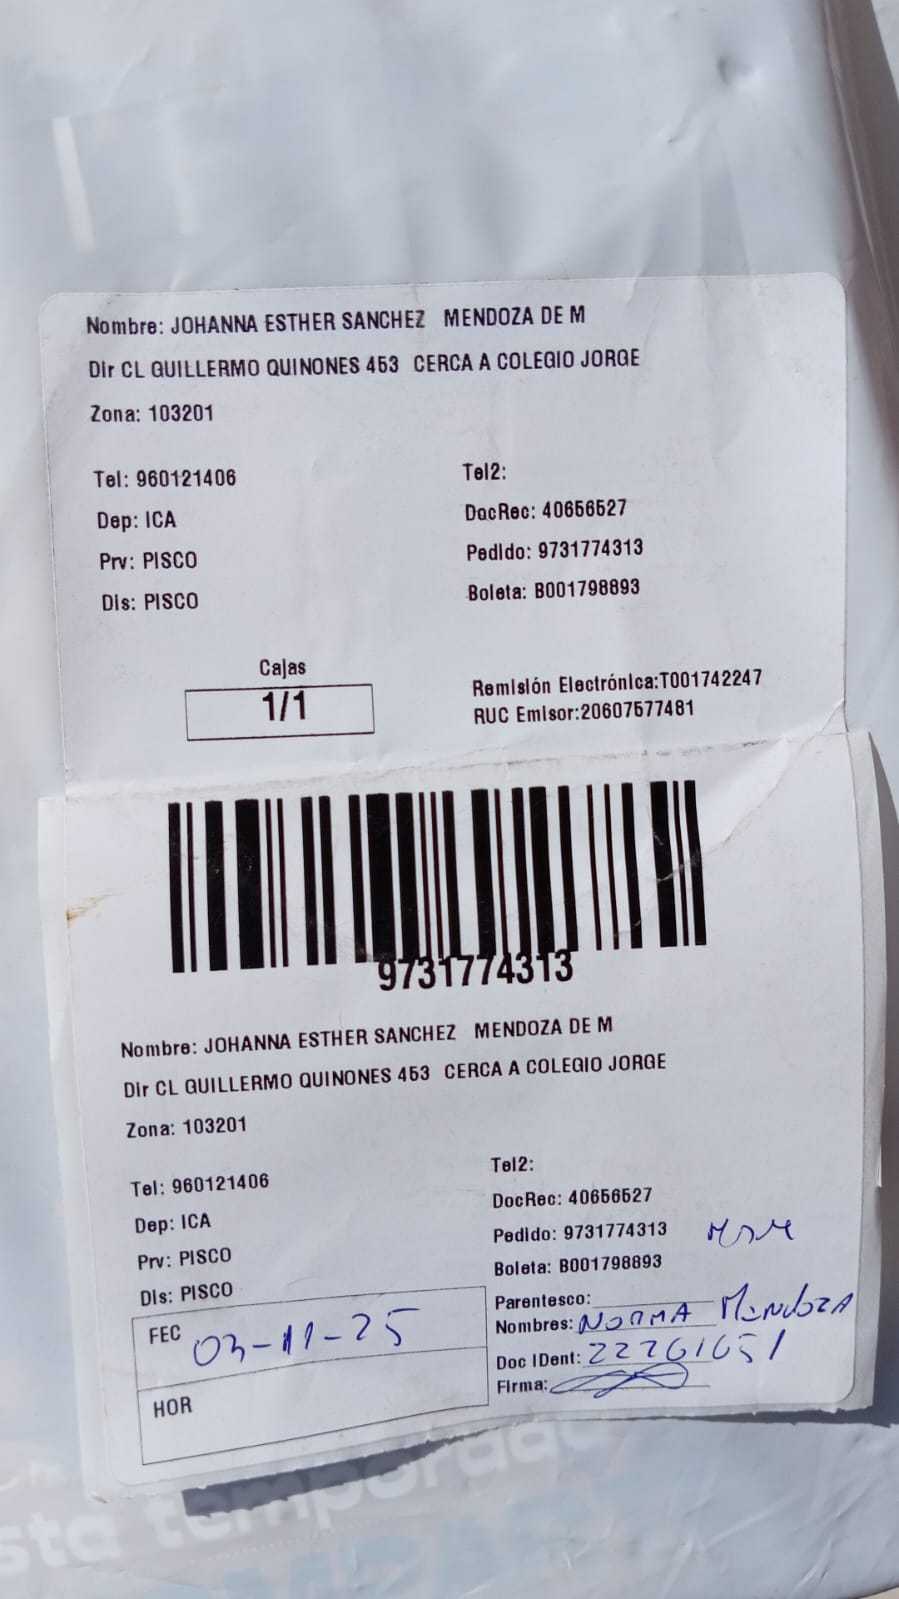 Nombre: JOHANNA ESTHER SANCHEZ MENDOZA DE M
Dir CL GUILLERMO QUINONES 453 CERCA A COLEGIO JORGE
Zona: 103201
Tel: 960121406 Tel2:
Dep: ICA DocRec: 40656527
Prv: PISCO Pedido: 9731774313
Dis: PISCO Boleta: B001798893
Cajas
1/1
Remisión Electrónica:T001742247
RUC Emisor:20607577481
9731774313
Nombre: JOHANNA ESTHER SANCHEZ MENDOZA DE M
Dir CL GUILLERMO QUINONES 453 CERCA A COLEGIO JORGE
Zona: 103201
Tel: 960121406 Tel2:
Dep: ICA DocRec: 40656527
Prv: PISCO Pedido: 9731774313
Dis: PISCO Boleta: B001798893
Parentesco:
FEC 03-11-25 Nombres: NORMA MENDOZA
Doc IDent: 22261651
HOR Firma:
sta temporada